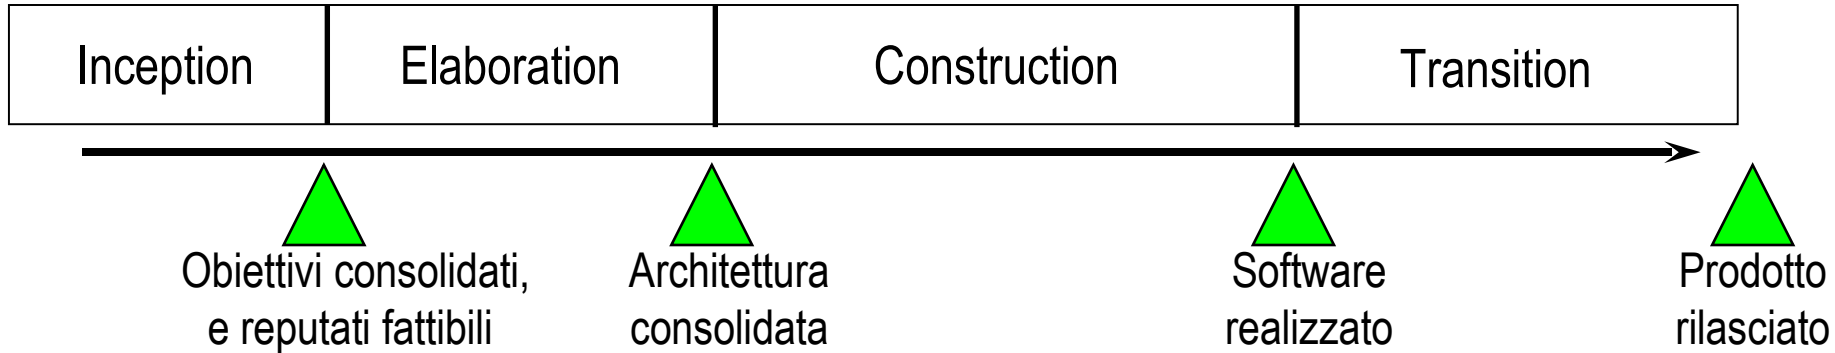 Inception Elaboration Construction Transition
Obiettivi consolidati,
e reputati fattibili
Architettura
consolidata
Software
realizzato
Prodotto
rilasciato